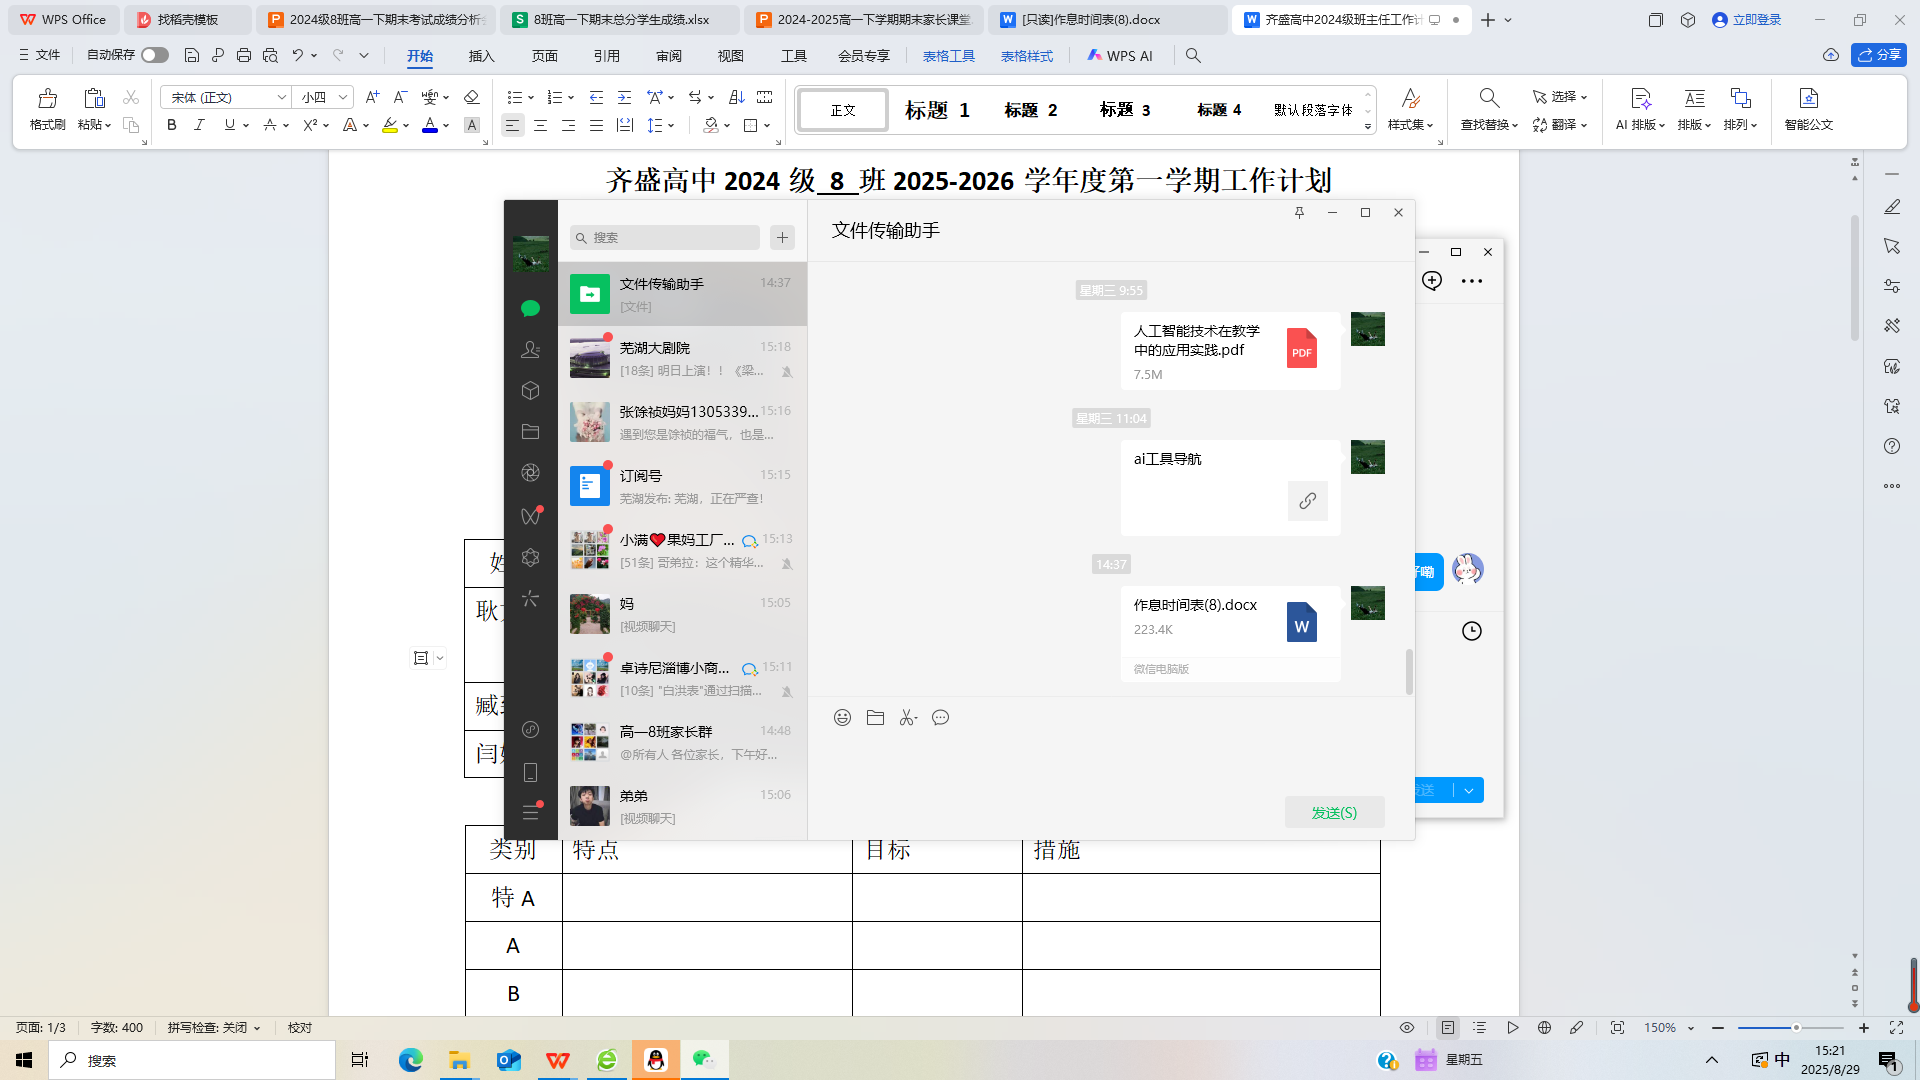 WPS Office
找稻壳模板
2024级8班高一下期末考试成绩分析会
8班高一下期末总分学生成绩.xlsx
2024-2025高一下学期期末家长课堂
[只读]作息时间表(8).docx
齐盛高中2024级班主任工作计
立即登录
文件
自动保存
开始
插入
页面
引用
审阅
视图
工具
会员专享
表格工具
表格样式
WPS AI
分享
格式刷
粘贴
宋体 (正文)
小四
正文
标题 1
标题 2
标题 3
标题 4
默认段落字体
样式集
查找替换
选择
翻译
AI 排版
排版
排列
智能公文
齐盛高中 2024 级 8 班 2025-2026 学年度第一学期工作计划
类别
特点
目标
措施
特 A
A
B
搜索
文件传输助手
14:37
[文件]
芜湖大剧院
15:18
[18条] 明日上演！！《梁...
张馀祯妈妈1305339...
15:16
遇到您是馀祯的福气，也是...
订阅号
15:15
芜湖发布: 芜湖，正在严查!
小满❤果妈工厂...
15:13
[51条] 哥弟拉：这个精华...
妈
15:05
[视频聊天]
卓诗尼淄博小商...
15:11
[10条] "白洪表"通过扫描...
高一8班家长群
14:48
@所有人 各位家长，下午好...
弟弟
15:06
[视频聊天]
文件传输助手
星期三 9:55
人工智能技术在教学
中的应用实践.pdf
7.5M
PDF
星期三 11:04
ai工具导航
14:37
作息时间表(8).docx
223.4K
W
微信电脑版
发送(S)
页面: 1/3
字数: 400
拼写检查: 关闭
校对
150%
搜索
星期五
中
15:21
2025/8/29
1